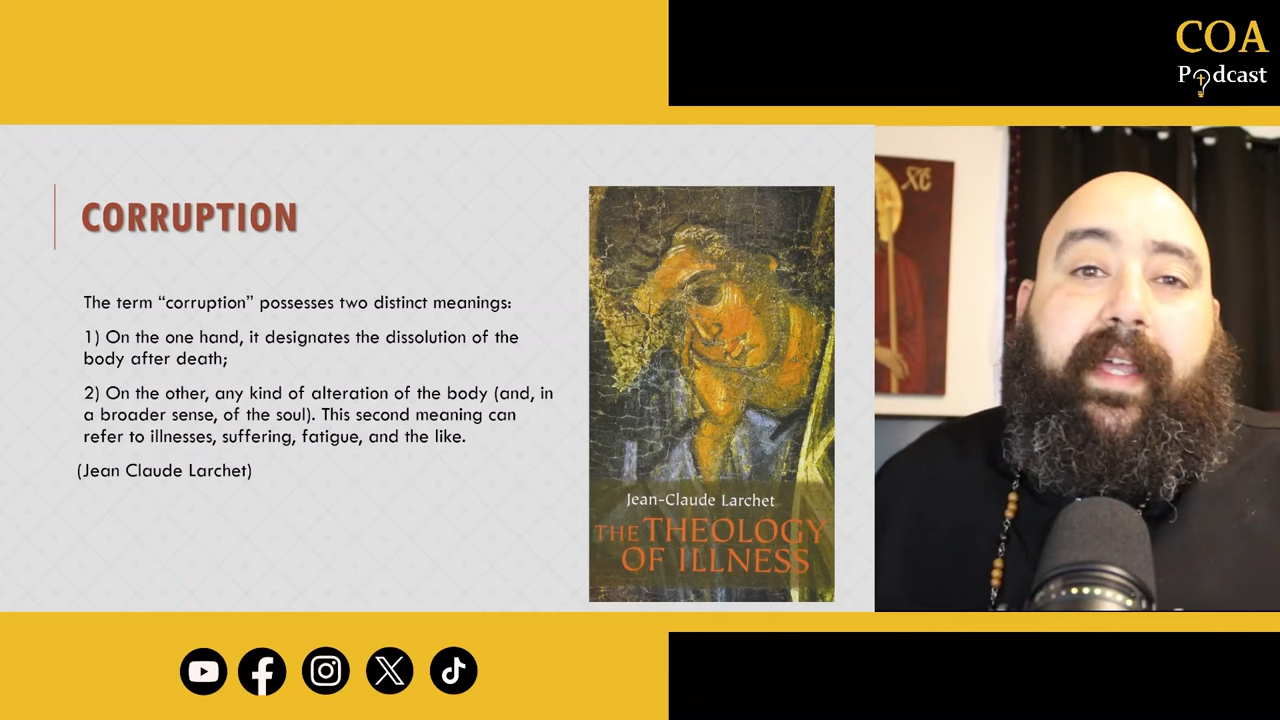 COA
Podcast
CORRUPTION
The term “corruption” possesses two distinct meanings:
1) On the one hand, it designates the dissolution of the
body after death;
2) On the other, any kind of alteration of the body (and, in
a broader sense, of the soul). This second meaning can
refer to illnesses, suffering, fatigue, and the like.
(Jean Claude Larchet)
Jean-Claude Larchet
THE THEOLOGY
OF ILLNESS
XC